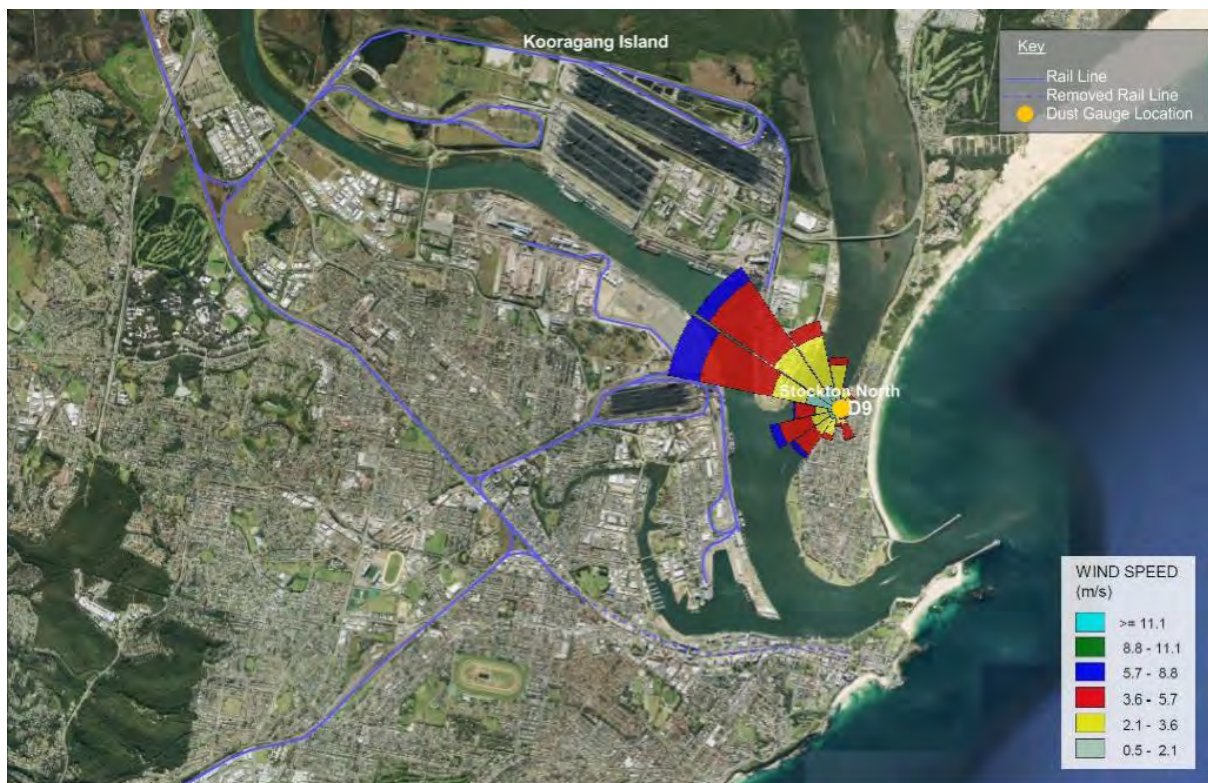 Kooragang Island
Key
Rail Line
Removed Rail Line
Dust Gauge Location
Stockton North
D9
WIND SPEED
(m/s)
>= 11.1
8.8 - 11.1
5.7 - 8.8
3.6 - 5.7
2.1 - 3.6
0.5 - 2.1